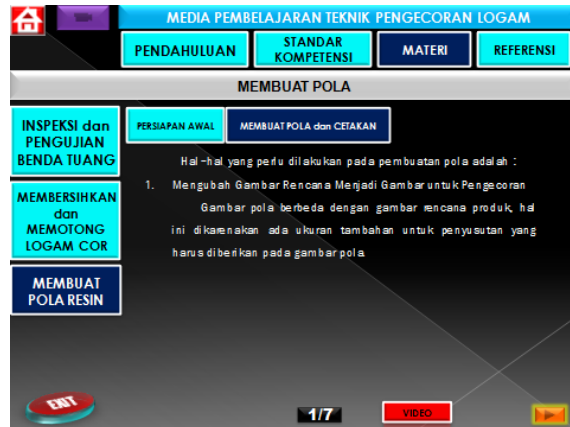 MEDIA PEMBELAJARAN TEKNIK PENGECORAN LOGAM
PENDAHULUAN
STANDAR
KOMPETENSI
MATERI
REFERENSI
MEMBUAT POLA
INSPEKSI dan
PENGUJIAN
BENDA TUANG
MEMBERSIHKAN
dan
MEMOTONG
LOGAM COR
MEMBUAT
POLA RESIN
PERSIAPAN AWAL
MEMBUAT POLA dan CETAKAN
Hal-hal yang perlu dilakukan pada pembuatan pola adalah :
1. Mengubah Gambar Rencana Menjadi Gambar untuk Pengecoran
Gambar pola berbeda dengan gambar rencana produk, hal
ini dikarenakan ada ukuran tambahan untuk penyusutan yang
harus diberikan pada gambar pola
EXIT
1/7
VIDEO